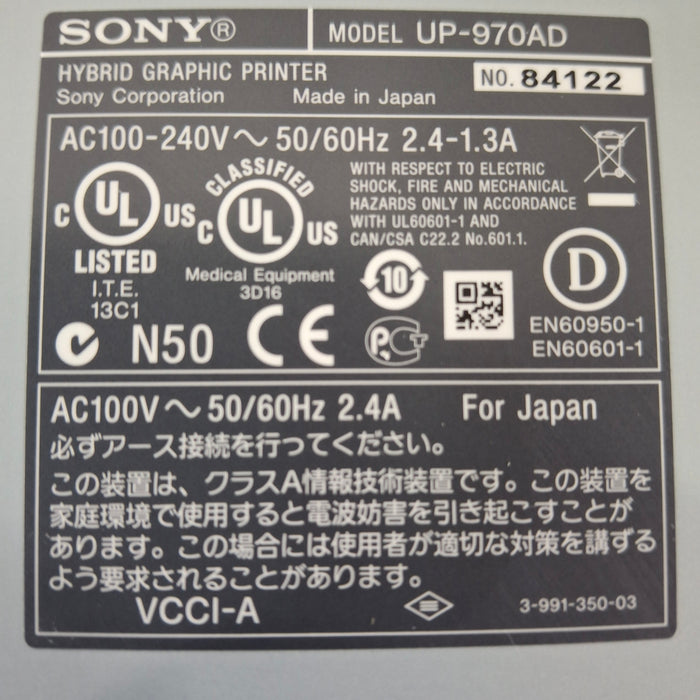 SONY®
MODEL UP-970AD
HYBRID GRAPHIC PRINTER
NO. 84122
Sony Corporation Made in Japan
AC100-240V～ 50/60Hz 2.4-1.3A
C UL US
LISTED
I.T.E.
13C1
CLASSIFIED
C UL US
Medical Equipment
3D16
WITH RESPECT TO ELECTRIC
SHOCK, FIRE AND MECHANICAL
HAZARDS ONLY IN ACCORDANCE
WITH UL60601-1 AND
CAN/CSA C22.2 No.601.1.
10
D
EN60950-1
EN60601-1
N50
CE
AC100V～ 50/60Hz 2.4A For Japan
必ずアース接続を行ってください。
この装置は、クラスA情報技術装置です。この装置を
家庭環境で使用すると電波妨害を引き起こすことが
あります。この場合には使用者が適切な対策を講ずる
よう要求されることがあります。
VCCI-A
3-991-350-03